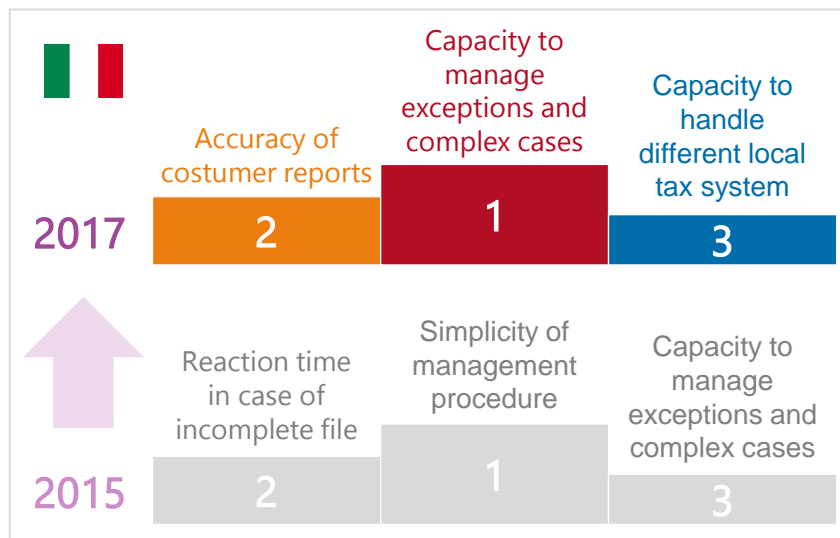 Capacity to
manage
exceptions and
complex cases
Accuracy of
costumer reports
Capacity to
handle
different local
tax system
2017
2
1
3
Reaction time
in case of
incomplete file
Simplicity of
management
procedure
Capacity to
manage
exceptions and
complex cases
2015
2
1
3